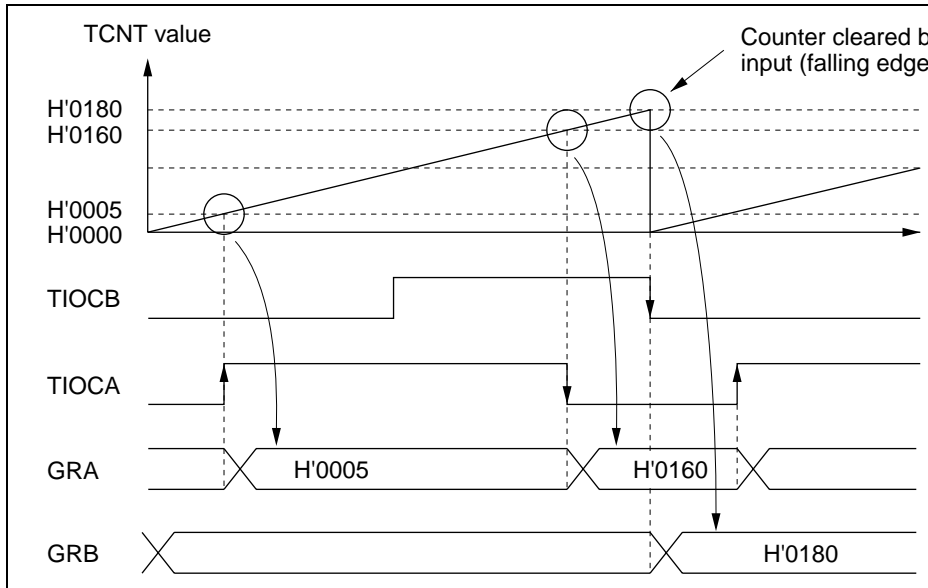 TCNT value
Counter cleared b
input (falling edge
H'0180
H'0160
H'0005
H'0000
TIOCB
TIOCA
GRA
H'0005
H'0160
GRB
H'0180